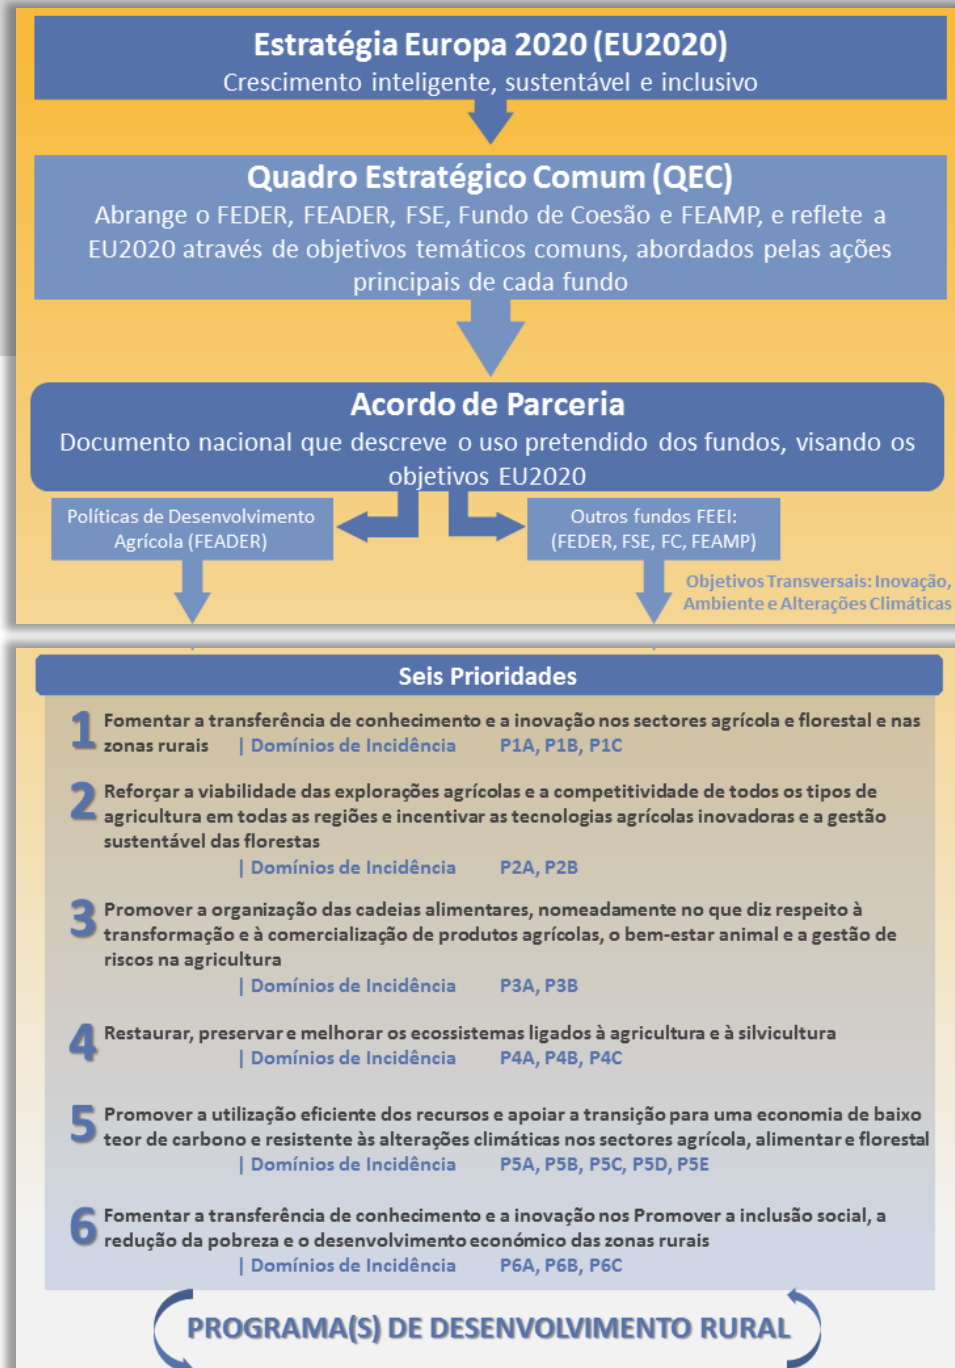 Estratégia Europa 2020 (EU2020)
Crescimento inteligente, sustentável e inclusivo
Quadro Estratégico Comum (QEC)
Abrange o FEDER, FEADER, FSE, Fundo de Coesão e FEAMP, e reflete a
EU2020 através de objetivos temáticos comuns, abordados pelas ações
principais de cada fundo
Acordo de Parceria
Documento nacional que descreve o uso pretendido dos fundos, visando os
objetivos EU2020
Políticas de Desenvolvimento
Agrícola (FEADER)
Outros fundos FEEI:
(FEDER, FSE, FC, FEAMP)
Objetivos Transversais: Inovação,
Ambiente e Alterações Climáticas
Seis Prioridades
1 Fomentar a transferência de conhecimento e a inovação nos sectores agrícola e florestal e nas
zonas rurais | Domínios de Incidência P1A, P1B, P1C
2 Reforçar a viabilidade das explorações agrícolas e a competitividade de todos os tipos de
agricultura em todas as regiões e incentivar as tecnologias agrícolas inovadoras e a gestão
sustentável das florestas
| Domínios de Incidência P2A, P2B
3 Promover a organização das cadeias alimentares, nomeadamente no que diz respeito à
transformação e à comercialização de produtos agrícolas, o bem-estar animal e a gestão de
riscos na agricultura
| Domínios de Incidência P3A, P3B
4 Restaurar, preservar e melhorar os ecossistemas ligados à agricultura e à silvicultura
| Domínios de Incidência P4A, P4B, P4C
5 Promover a utilização eficiente dos recursos e apoiar a transição para uma economia de baixo
teor de carbono e resistente às alterações climáticas nos sectores agrícola, alimentar e florestal
| Domínios de Incidência P5A, P5B, P5C, P5D, P5E
6 Fomentar a transferência de conhecimento e a inovação nos Promover a inclusão social, a
redução da pobreza e o desenvolvimento económico das zonas rurais
| Domínios de Incidência P6A, P6B, P6C
PROGRAMA(S) DE DESENVOLVIMENTO RURAL